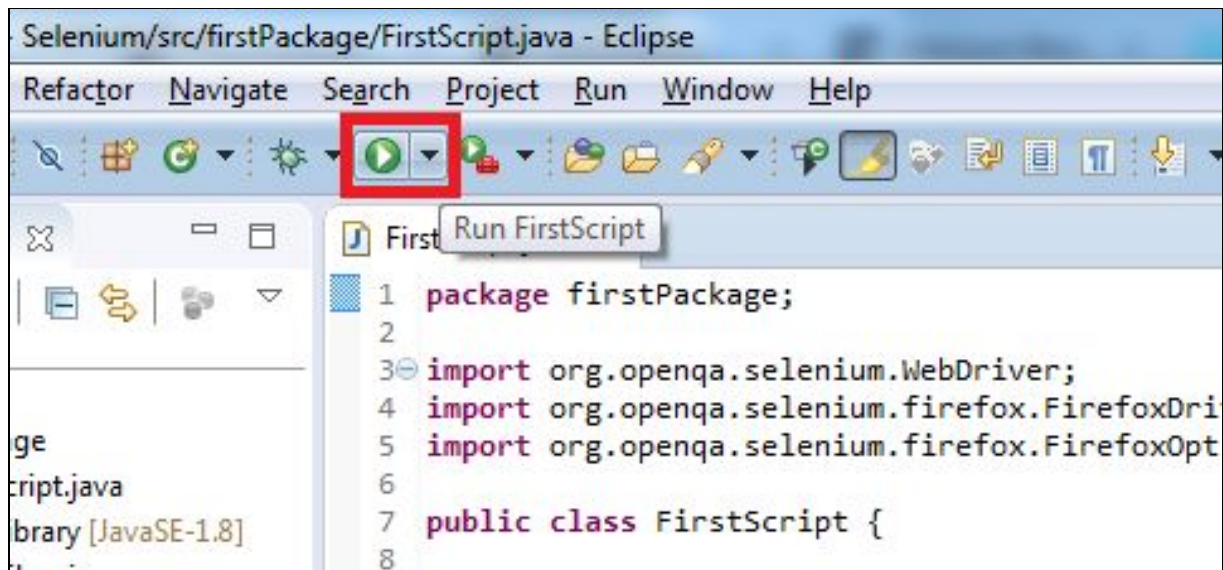 - Selenium/src/firstPackage/FirstScript.java - Eclipse
Refactor Navigate Search Project Run Window Help
Run FirstScript
First
1 package firstPackage;
2
3 import org.openqa.selenium.WebDriver;
4 import org.openqa.selenium.firefox.FirefoxDri
5 import org.openqa.selenium.firefox.FirefoxOpt
6
7 public class FirstScript {
8
ge
cript.java
brary [JavaSE-1.8]